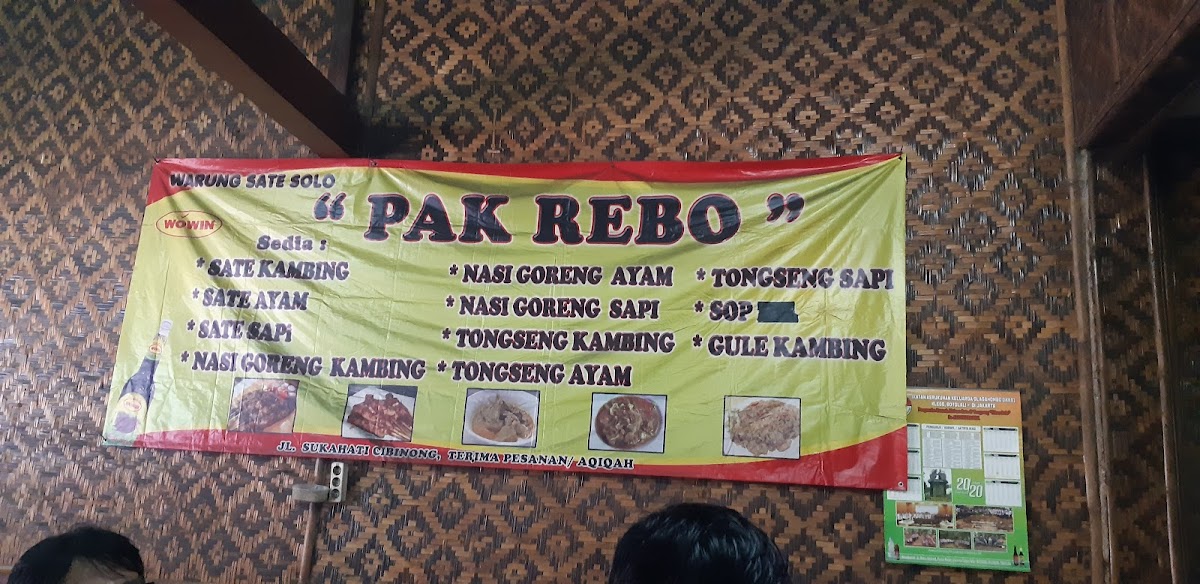 WARUNG SATE SOLO
“ PAK REBO ”
WOWIN
Sedia :
* SATE KAMBING
* SATE AYAM
* SATE SAPi
* NASI GORENG KAMBING
* NASI GORENG AYAM
* NASI GORENG SAPI
* TONGSENG KAMBING
* TONGSENG AYAM
* TONGSENG SAPI
* SOP
* GULE KAMBING
JL. SUKAHATI CIBINONG, TERIMA PESANAN/ AQIQAH
2020